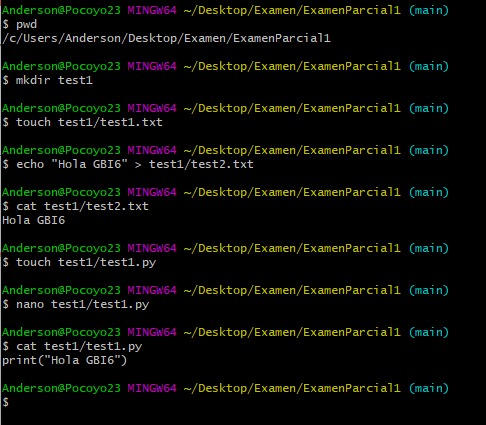 Anderson@Pocoyo23 MINGW64 ~/Desktop/Examen/ExamenParcial1 (main)
$ pwd
/c/Users/Anderson/Desktop/Examen/ExamenParcial1

Anderson@Pocoyo23 MINGW64 ~/Desktop/Examen/ExamenParcial1 (main)
$ mkdir test1

Anderson@Pocoyo23 MINGW64 ~/Desktop/Examen/ExamenParcial1 (main)
$ touch test1/test1.txt

Anderson@Pocoyo23 MINGW64 ~/Desktop/Examen/ExamenParcial1 (main)
$ echo "Hola GBI6" > test1/test2.txt

Anderson@Pocoyo23 MINGW64 ~/Desktop/Examen/ExamenParcial1 (main)
$ cat test1/test2.txt
Hola GBI6

Anderson@Pocoyo23 MINGW64 ~/Desktop/Examen/ExamenParcial1 (main)
$ touch test1/test1.py

Anderson@Pocoyo23 MINGW64 ~/Desktop/Examen/ExamenParcial1 (main)
$ nano test1/test1.py

Anderson@Pocoyo23 MINGW64 ~/Desktop/Examen/ExamenParcial1 (main)
$ cat test1/test1.py
print("Hola GBI6")

Anderson@Pocoyo23 MINGW64 ~/Desktop/Examen/ExamenParcial1 (main)
$